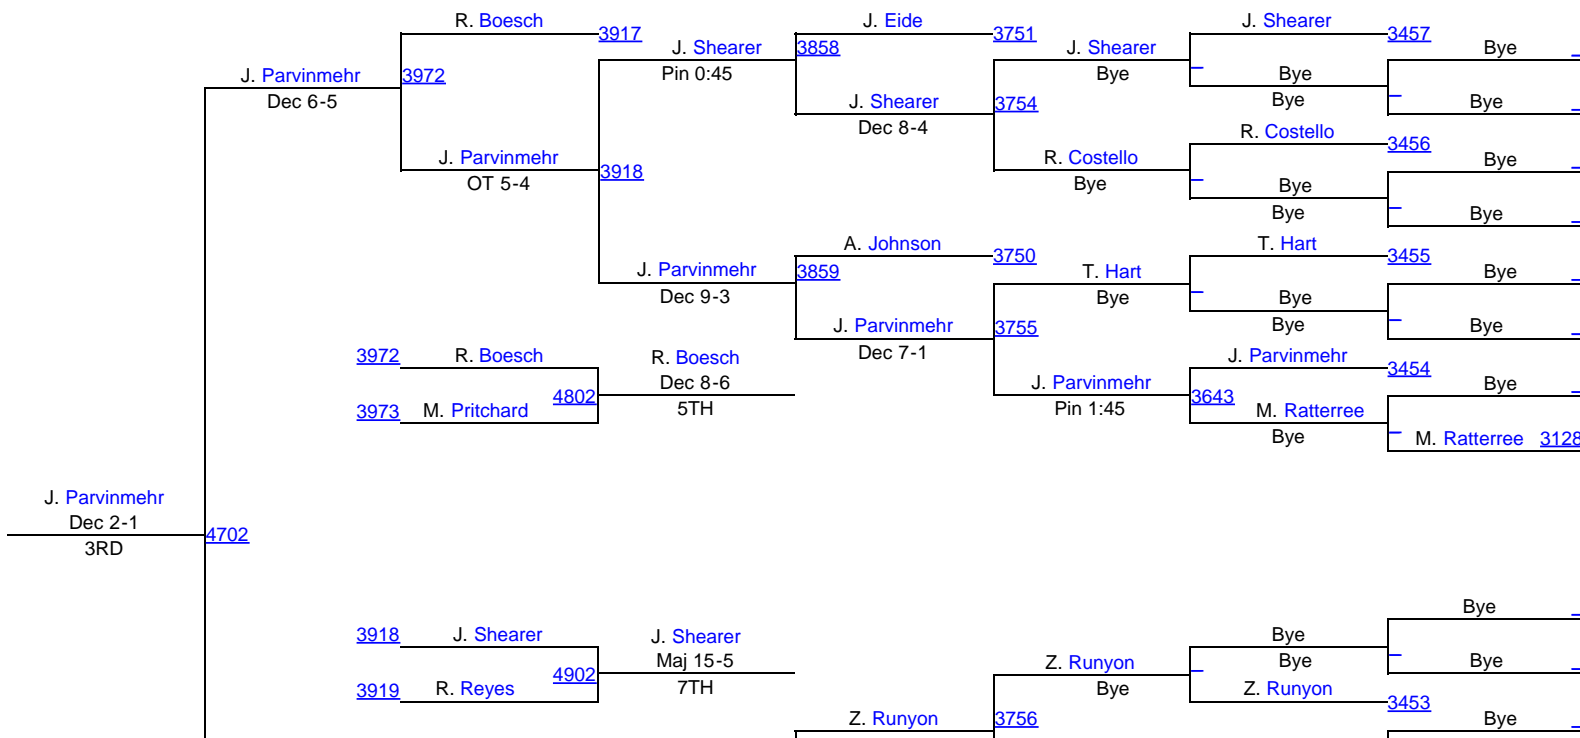 R. Boesch
3917
J. Eide
3751
J. Shearer
3457
J. Shearer
3858
J. Shearer
Bye
Pin 0:45
Bye
Bye
J. Parvinmehr
3972
Bye
Dec 6-5
J. Shearer
3754
Bye
Bye
Dec 8-4
R. Costello
3456
J. Parvinmehr
R. Costello
Bye
OT 5-4
3918
Bye
Bye
Bye
Bye
A. Johnson
3750
T. Hart
3455
J. Parvinmehr
3859
T. Hart
Bye
Dec 9-3
Bye
Bye
J. Parvinmehr
3755
Bye
Bye
Dec 7-1
3972
R. Boesch
R. Boesch
J. Parvinmehr
3454
Dec 8-6
J. Parvinmehr
Bye
4802
3643
3973
M. Pritchard
5TH
Pin 1:45
M. Ratterree
Bye
M. Ratterree
3128
J. Parvinmehr
Dec 2-1
4702
3RD
Bye
3918
J. Shearer
J. Shearer
Bye
Maj 15-5
Z. Runyon
Bye
Bye
4902
3919
R. Reyes
7TH
Bye
Z. Runyon
3453
Z. Runyon
3756
Bye